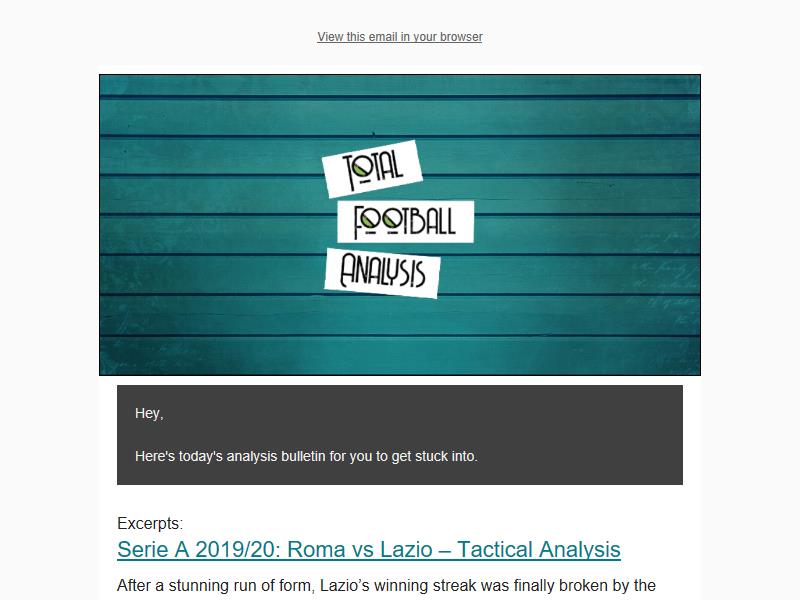 View this email in your browser
TOTAL
FOOTBALL
ANALYSIS
Hey,
Here's today's analysis bulletin for you to get stuck into.
Excerpts:
Serie A 2019/20: Roma vs Lazio – Tactical Analysis
After a stunning run of form, Lazio’s winning streak was finally broken by the